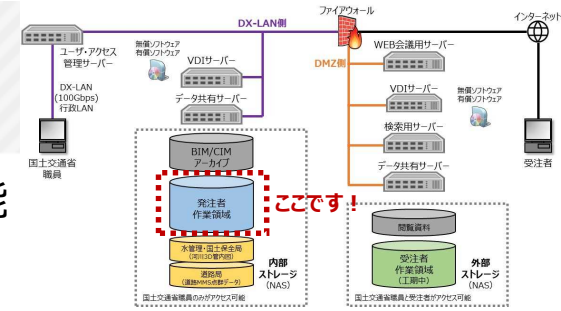 DX-LAN側
ファイアウォール
インターネット
ユーザ・アクセス
管理サーバー
無償ソフトウェア
有償ソフトウェア
VDIサーバー
データ共有サーバー
DX-LAN
(100Gbps)
行政LAN
国土交通省
職員
DMZ側
WEB会議用サーバー
VDIサーバー
無償ソフトウェア
有償ソフトウェア
検索用サーバー
データ共有サーバー
受注者
BIM/CIM
アーカイブ
発注者
作業領域
ここです！
水管理・国土保全局
(河川3D管内図)
道路局
(道路MMS点群データ)
内部
ストレージ
(NAS)
国土交通省職員のみがアクセス可能
閲覧資料
受注者
作業領域
(工期中)
外部
ストレージ
(NAS)
国土交通省職員と受注者がアクセス可能